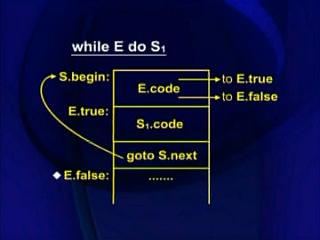 while E do S₁
S.begin:
E.code
to E.true
to E.false
E.true:
S₁.code
goto S.next
E.false:
.......